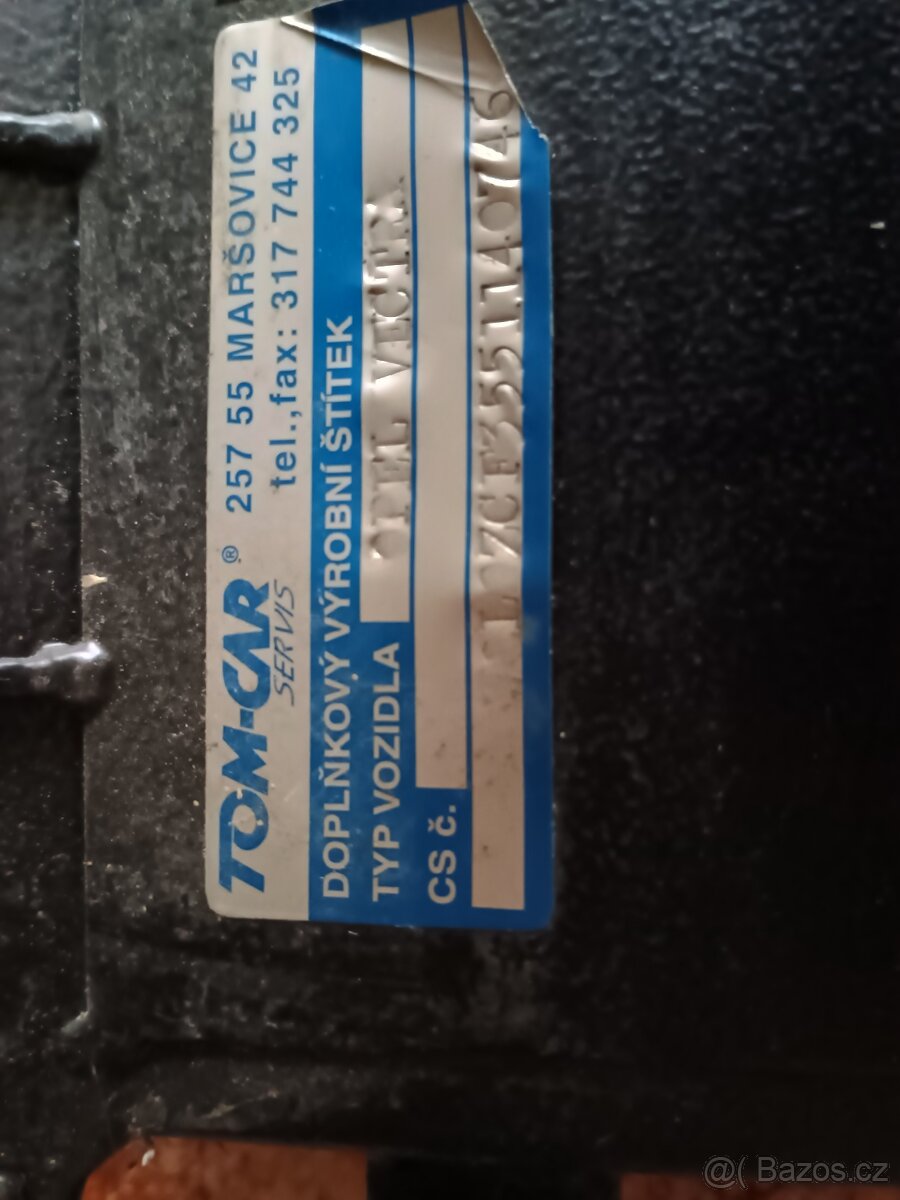 TOM-CAR® 257 55 MARŠOVICE 42
SERVIS tel.,fax: 317 744 325
DOPLŇKOVÝ VÝROBNÍ ŠTÍTEK
TYP VOZIDLA OPEL VECTRA
CS č.
@( Bazos.cz